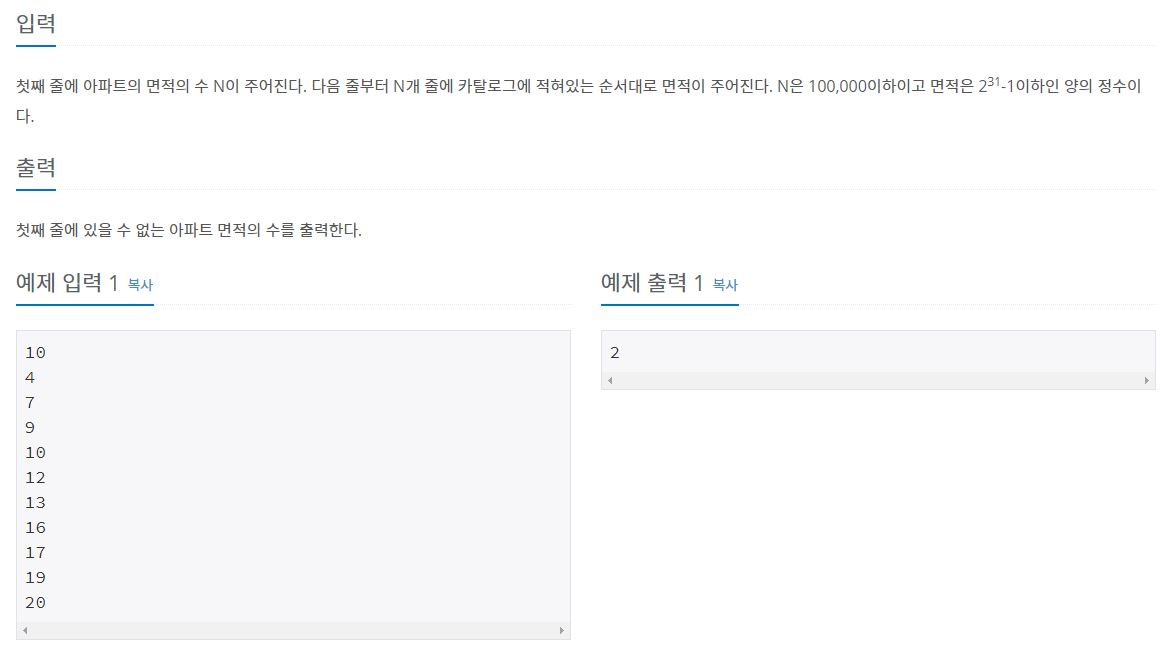 입력
첫째 줄에 아파트의 면적의 수 N이 주어진다. 다음 줄부터 N개 줄에 카탈로그에 적혀있는 순서대로 면적이 주어진다. N은 100,000이하이고 면적은 2³¹-1이하인 양의 정수이
다.
출력
첫째 줄에 있을 수 없는 아파트 면적의 수를 출력한다.
예제 입력 1 복사
10
4
7
9
10
12
13
16
17
19
20
예제 출력 1 복사
2